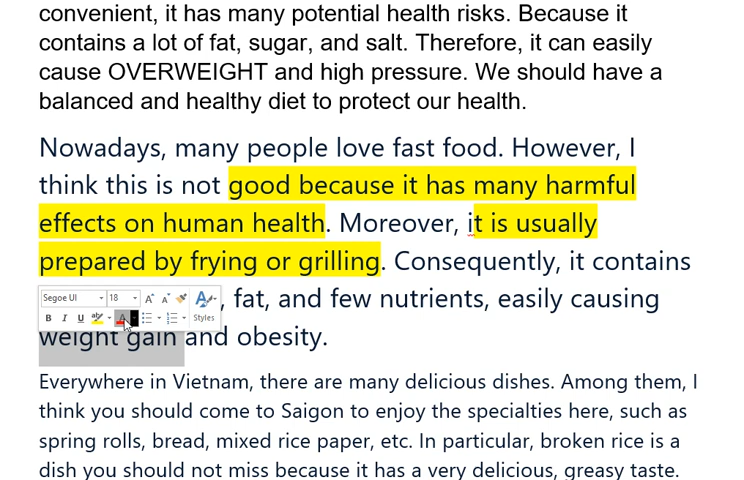 convenient, it has many potential health risks. Because it
contains a lot of fat, sugar, and salt. Therefore, it can easily
cause OVERWEIGHT and high pressure. We should have a
balanced and healthy diet to protect our health.
Nowadays, many people love fast food. However, I
think this is not good because it has many harmful
effects on human health. Moreover, it is usually
prepared by frying or grilling. Consequently, it contains
Segoe UI 18 A A A
, fat, and few nutrients, easily causing
B I U ab A Styles
weight gain and obesity.
Everywhere in Vietnam, there are many delicious dishes. Among them, I
think you should come to Saigon to enjoy the specialties here, such as
spring rolls, bread, mixed rice paper, etc. In particular, broken rice is a
dish you should not miss because it has a very delicious, greasy taste.